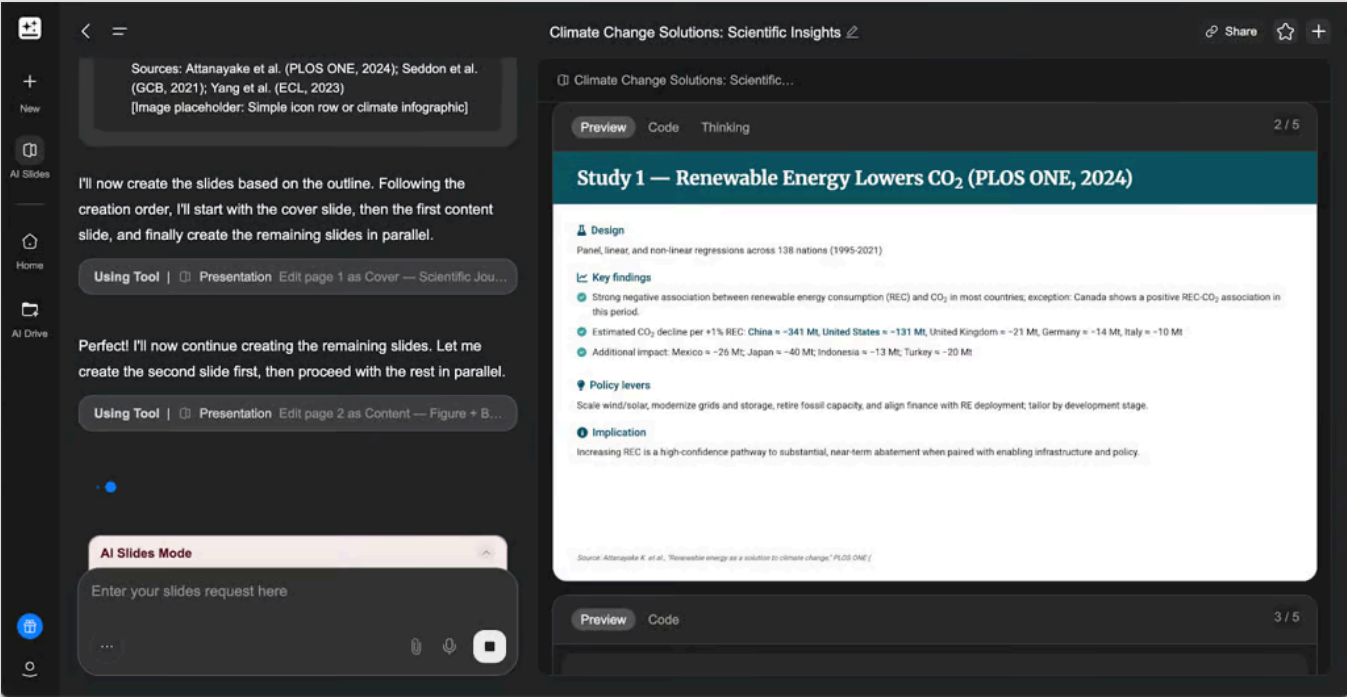 Climate Change Solutions: Scientific Insights
Share
New
AI Slides
Home
AI Drive
Sources: Attanayake et al. (PLOS ONE, 2024); Seddon et al.
(GCB, 2021); Yang et al. (ECL, 2023)
[Image placeholder: Simple icon row or climate infographic]
I'll now create the slides based on the outline. Following the
creation order, I'll start with the cover slide, then the first content
slide, and finally create the remaining slides in parallel.
Using Tool | Presentation Edit page 1 as Cover — Scientific Jou...
Perfect! I'll now continue creating the remaining slides. Let me
create the second slide first, then proceed with the rest in parallel.
Using Tool | Presentation Edit page 2 as Content — Figure + B...
AI Slides Mode
Enter your slides request here
Climate Change Solutions: Scientific...
Preview Code Thinking 2 / 5
Study 1 — Renewable Energy Lowers CO₂ (PLOS ONE, 2024)
Design
Panel, linear, and non-linear regressions across 138 nations (1995-2021)
Key findings
Strong negative association between renewable energy consumption (REC) and CO₂ in most countries; exception: Canada shows a positive REC-CO₂ association in
this period.
Estimated CO₂ decline per +1% REC: China ≈ −341 Mt, United States ≈ −131 Mt, United Kingdom ≈ −21 Mt, Germany ≈ −14 Mt, Italy ≈ −10 Mt
Additional impact: Mexico ≈ −26 Mt; Japan ≈ −40 Mt; Indonesia ≈ −13 Mt; Turkey ≈ −20 Mt
Policy levers
Scale wind/solar, modernize grids and storage, retire fossil capacity, and align finance with RE deployment; tailor by development stage.
Implication
Increasing REC is a high-confidence pathway to substantial, near-term abatement when paired with enabling infrastructure and policy.
Source: Attanayake K. et al., "Renewable energy as a solution to climate change," PLOS ONE (
Preview Code 3 / 5